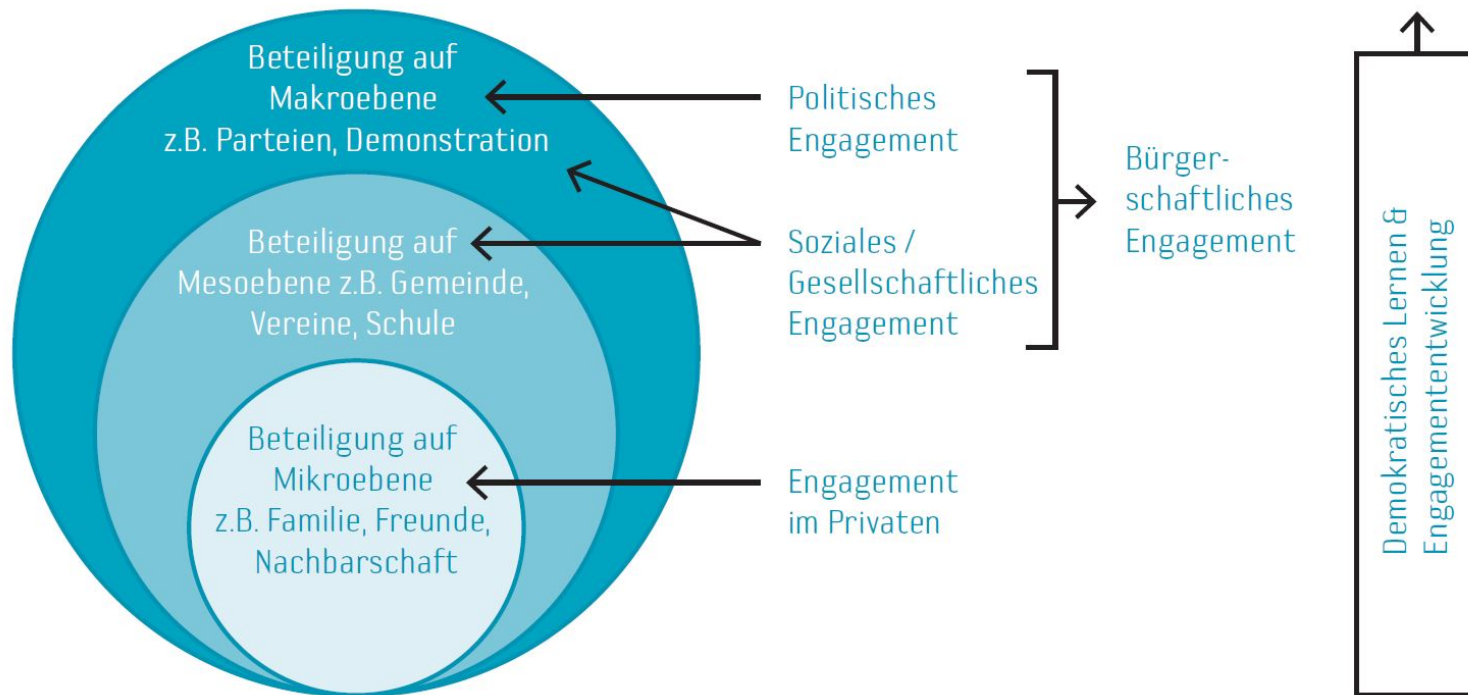 Beteiligung auf
Makroebene
z.B. Parteien, Demonstration
Beteiligung auf
Mesoebene z.B. Gemeinde,
Vereine, Schule
Beteiligung auf
Mikroebene
z.B. Familie, Freunde,
Nachbarschaft
Politisches
Engagement
Soziales /
Gesellschaftliches
Engagement
Engagement
im Privaten
Bürger-
schaftliches
Engagement
Demokratisches Lernen &
Engagemententwicklung